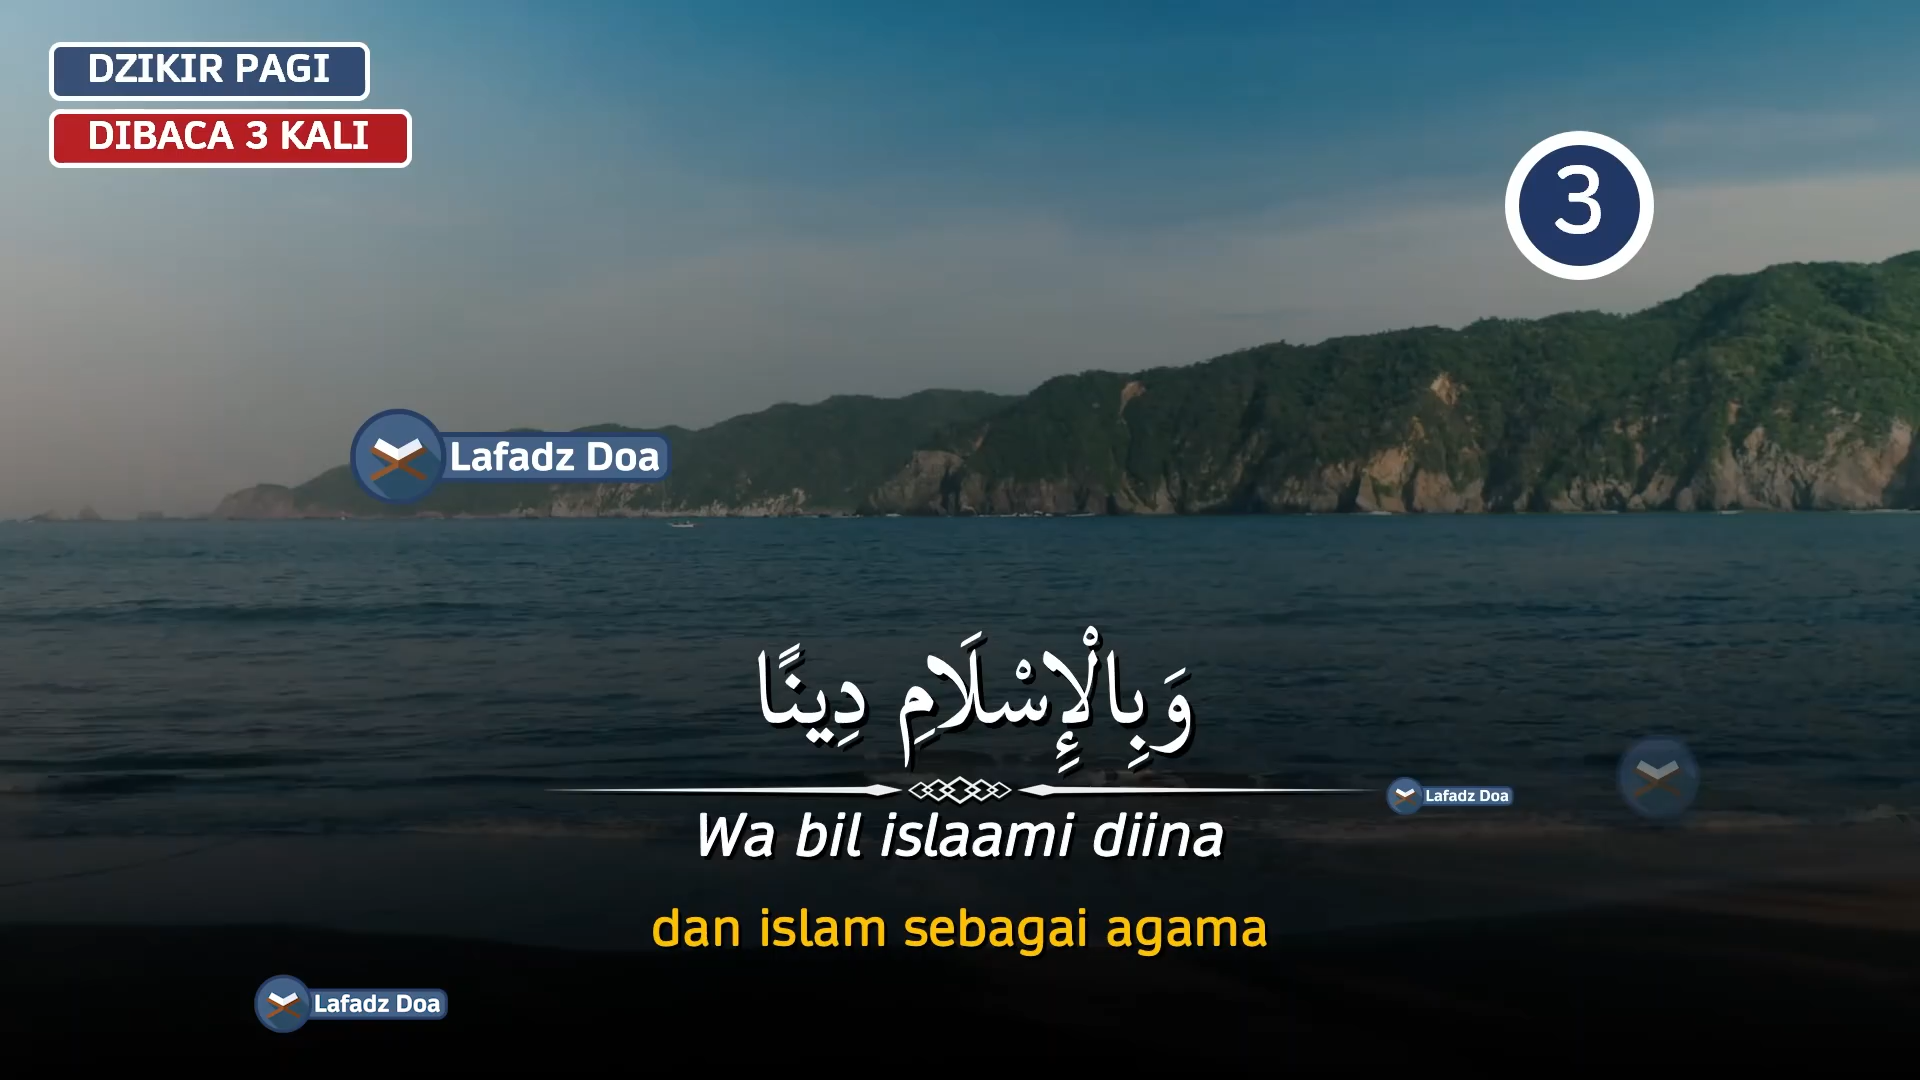 DZIKIR PAGI
DIBACA 3 KALI
3
Lafadz Doa
وَبِالْإِسْلَامِ دِينًا
Lafadz Doa
Wa bil islaami diina
dan islam sebagai agama
Lafadz Doa